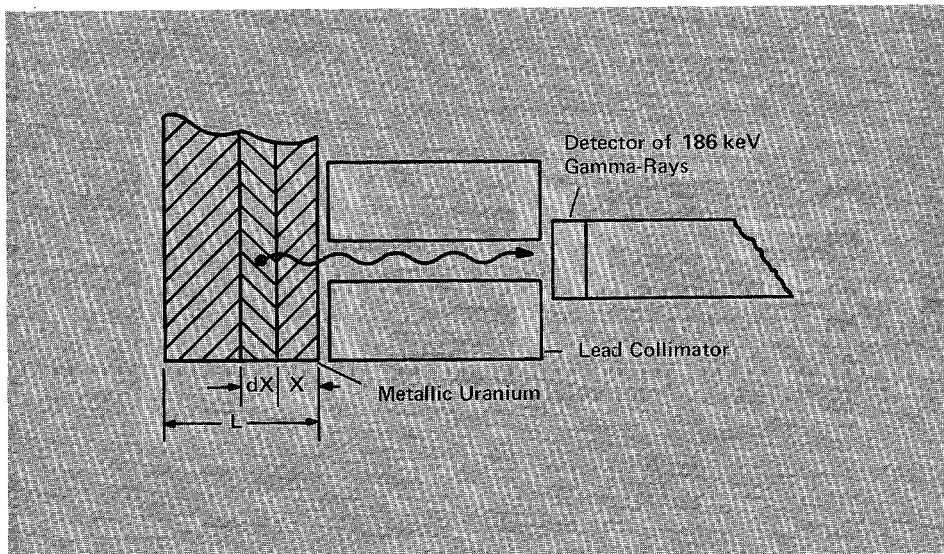 Detector of 186 keV
Gamma-Rays
Lead Collimator
dX
X
Metallic Uranium
L